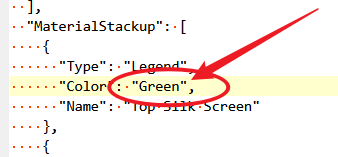 ],
"MaterialStackup": [
{
"Type": "Legend",
"Color": "Green",
"Name": "Top Silk Screen"
},
{